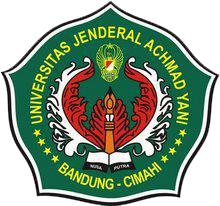 UNIVERSITAS JENDERAL ACHMAD YANI
NUSA PUTRA
BANDUNG - CIMAHI